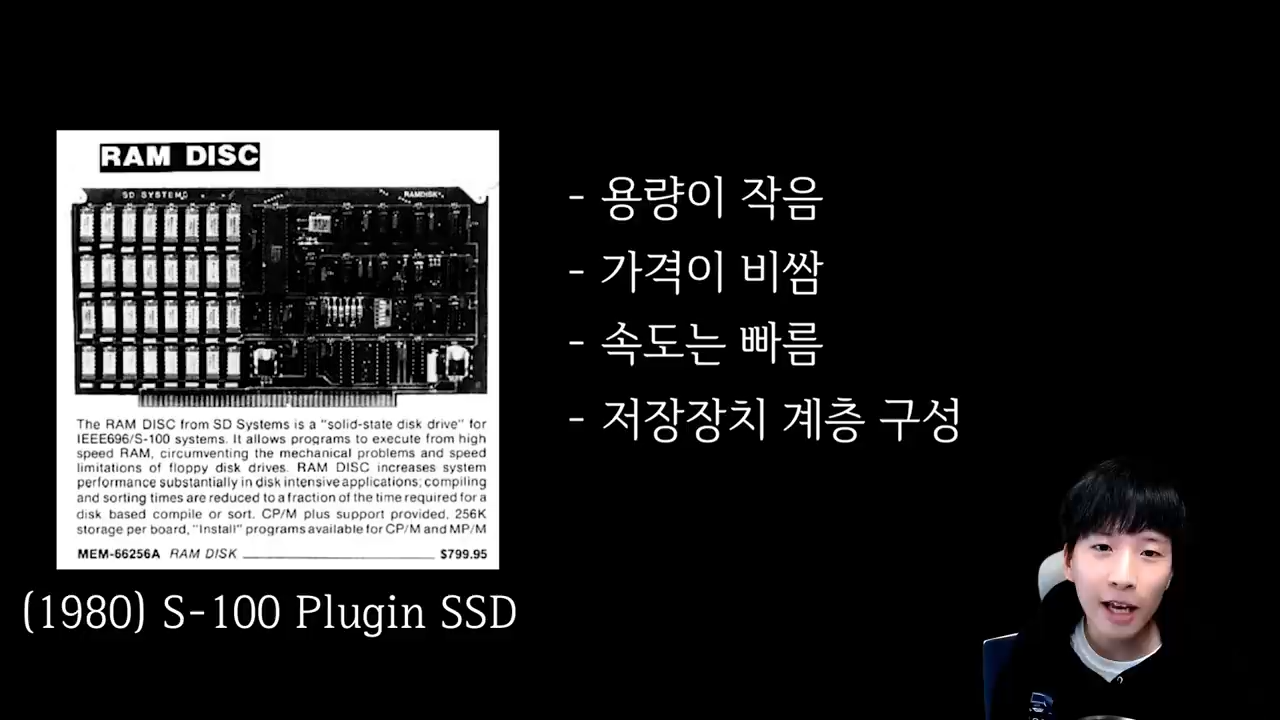 RAM DISC
SD SYSTEMS
RAMDISK
- 용량이 작음
- 가격이 비쌈
- 속도는 빠름
- 저장장치 계층 구성
The RAM DISC from SD Systems is a "solid-state disk drive" for
IEEE696/S-100 systems. It allows programs to execute from high
speed RAM, circumventing the mechanical problems and speed
limitations of floppy disk drives. RAM DISC increases system
performance substantially in disk intensive applications; compiling
and sorting times are reduced to a fraction of the time required for a
disk based compile or sort. CP/M plus support provided, 256K
storage per board, "Install" programs available for CP/M and MP/M
MEM-66256A RAM DISK $799.95
(1980) S-100 Plugin SSD